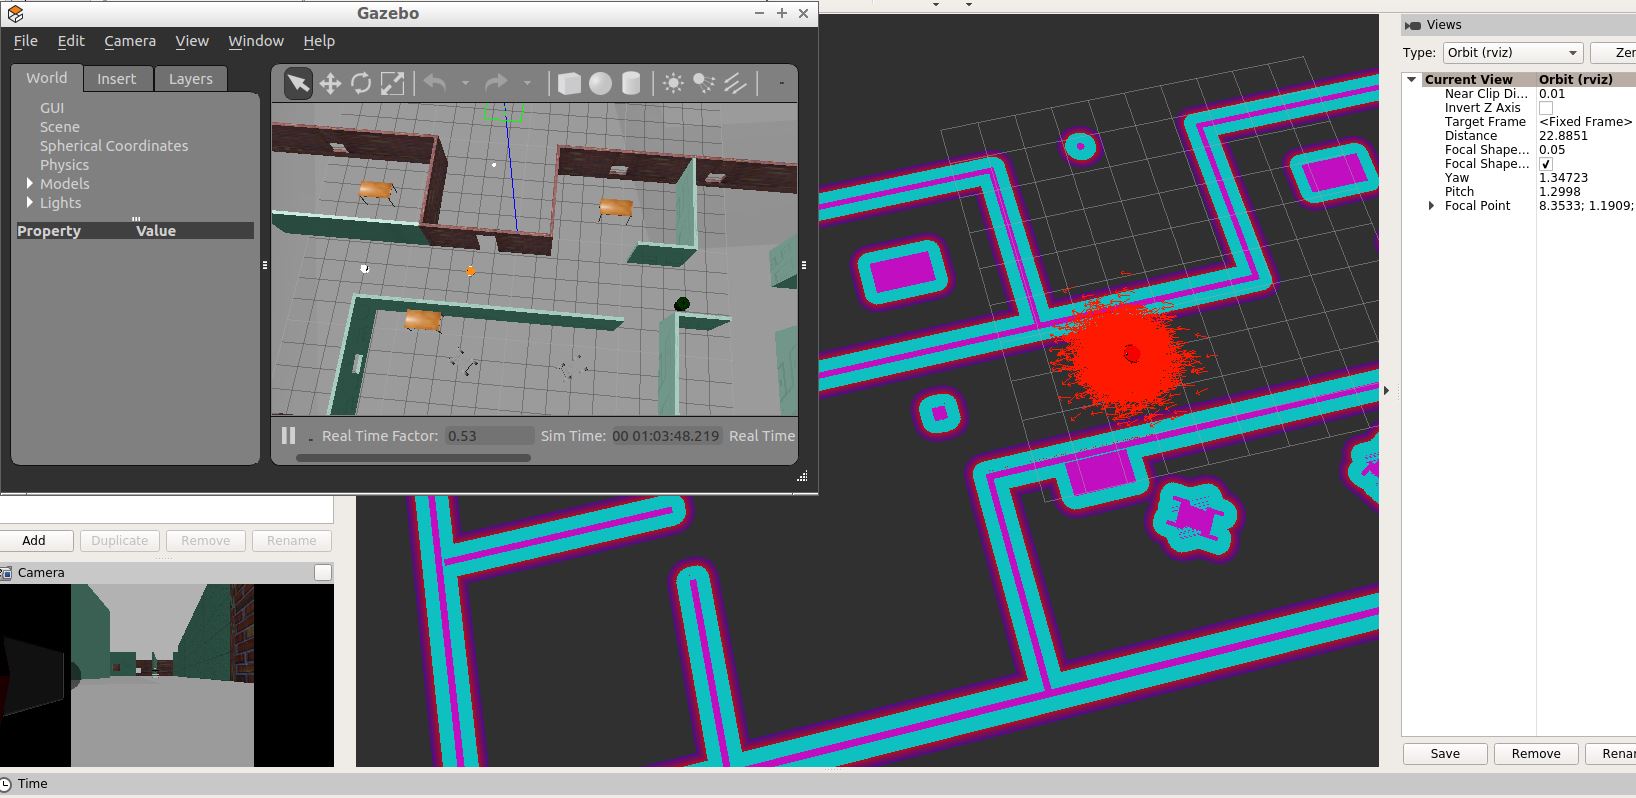 Gazebo
File Edit Camera View Window Help
World Insert Layers
GUI
Scene
Spherical Coordinates
Physics
Models
Lights
Property Value
Real Time Factor: 0.53 Sim Time: 00 01:03:48.219 Real Time
Add Duplicate Remove Rename
Camera
Time
Views
Type: Orbit (rviz) Zer
Current View Orbit (rviz)
Near Clip Di... 0.01
Invert Z Axis
Target Frame <Fixed Frame>
Distance 22.8851
Focal Shape... 0.05
Focal Shape...
Yaw 1.34723
Pitch 1.2998
Focal Point 8.3533; 1.1909;
Save Remove Renar